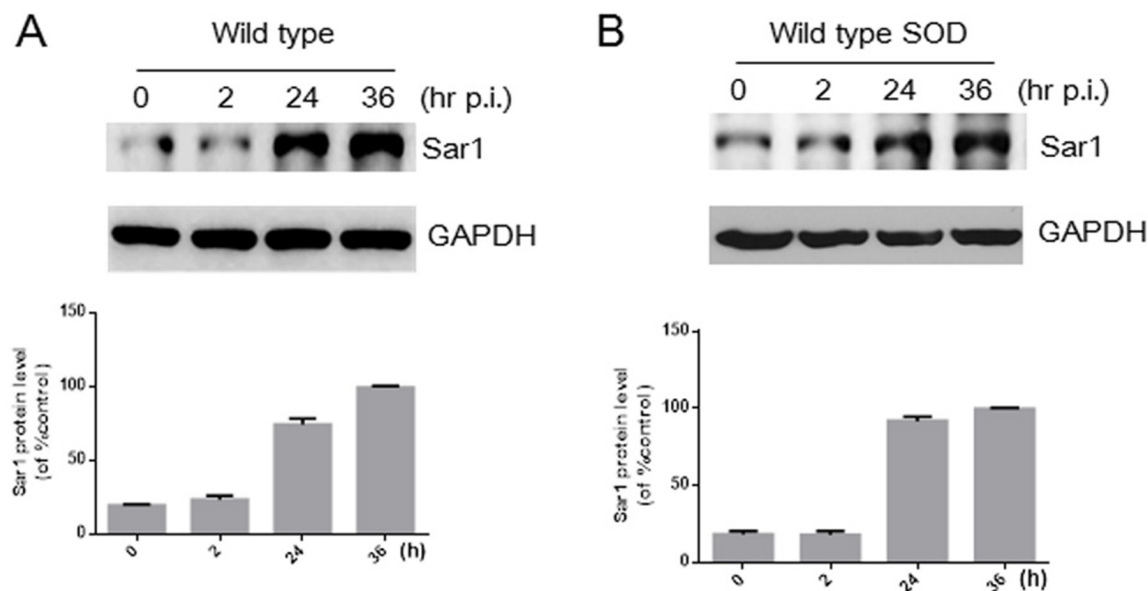 A
Wild type
0 2 24 36 (hr p.i.)
Sar1
GAPDH
Sar1 protein level
(of %control)
150
100
50
0
0 2 24 36 (h)
B
Wild type SOD
0 2 24 36 (hr p.i.)
Sar1
GAPDH
Sar1 protein level
(of %control)
150
100
50
0
0 2 24 36 (h)